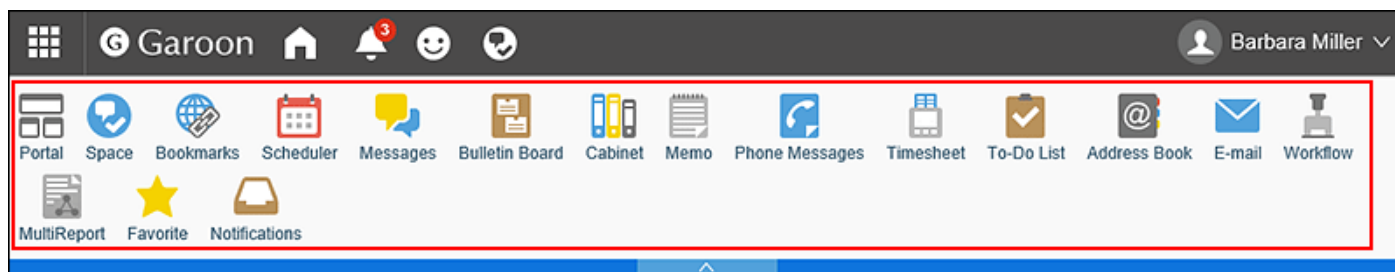 G Garoon 3 Barbara Miller
Portal Space Bookmarks Scheduler Messages Bulletin Board Cabinet Memo Phone Messages Timesheet To-Do List Address Book E-mail Workflow
MultiReport Favorite Notifications